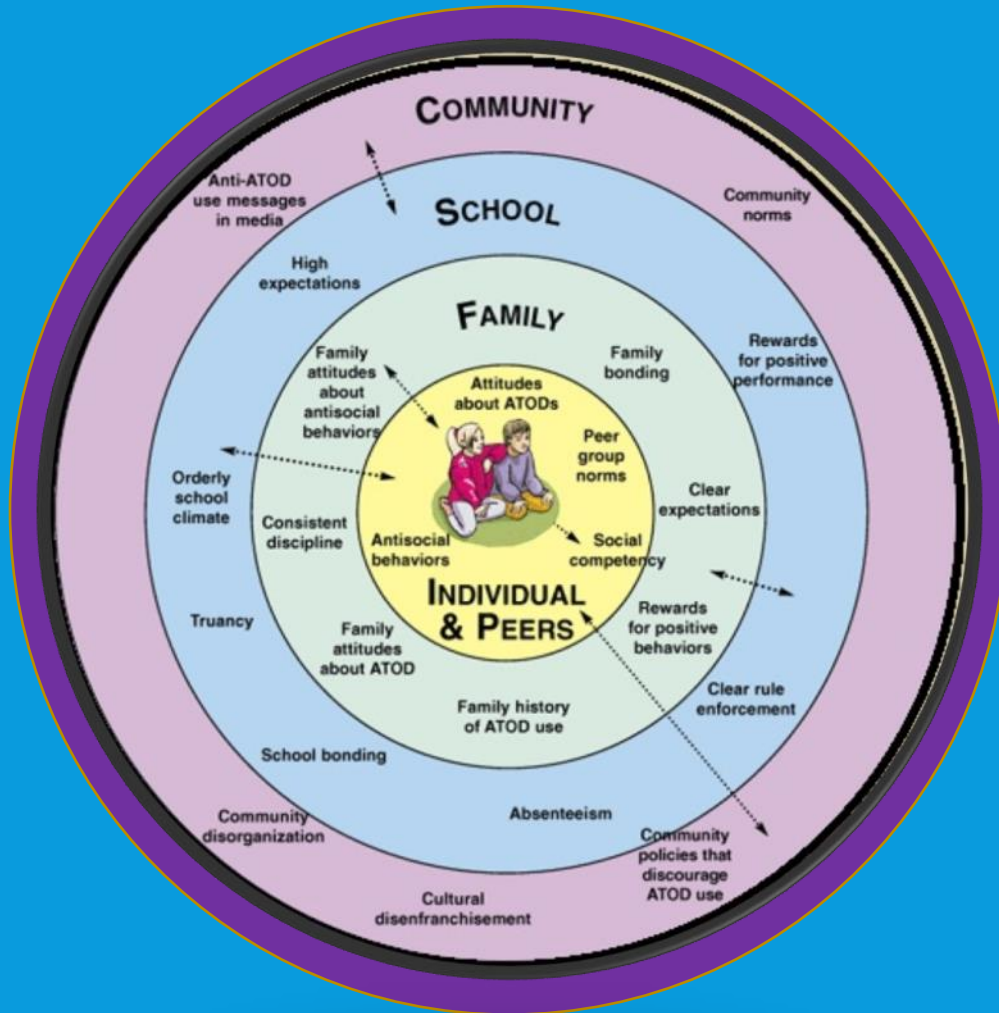 COMMUNITY
Anti-ATOD
use messages
in media
Community
norms
SCHOOL
High
expectations
Rewards
for positive
performance
Orderly
school
climate
Truancy
Clear rule
enforcement
School bonding
Absenteeism
FAMILY
Family
attitudes
about
antisocial
behaviors
Family
bonding
Clear
expectations
Consistent
discipline
Rewards
for positive
behaviors
Family
attitudes
about ATOD
Family history
of ATOD use
Attitudes
about ATODs
Peer
group
norms
Antisocial
behaviors
Social
competency
INDIVIDUAL
& PEERS
Community
disorganization
Community
policies that
discourage
ATOD use
Cultural
disenfranchisement